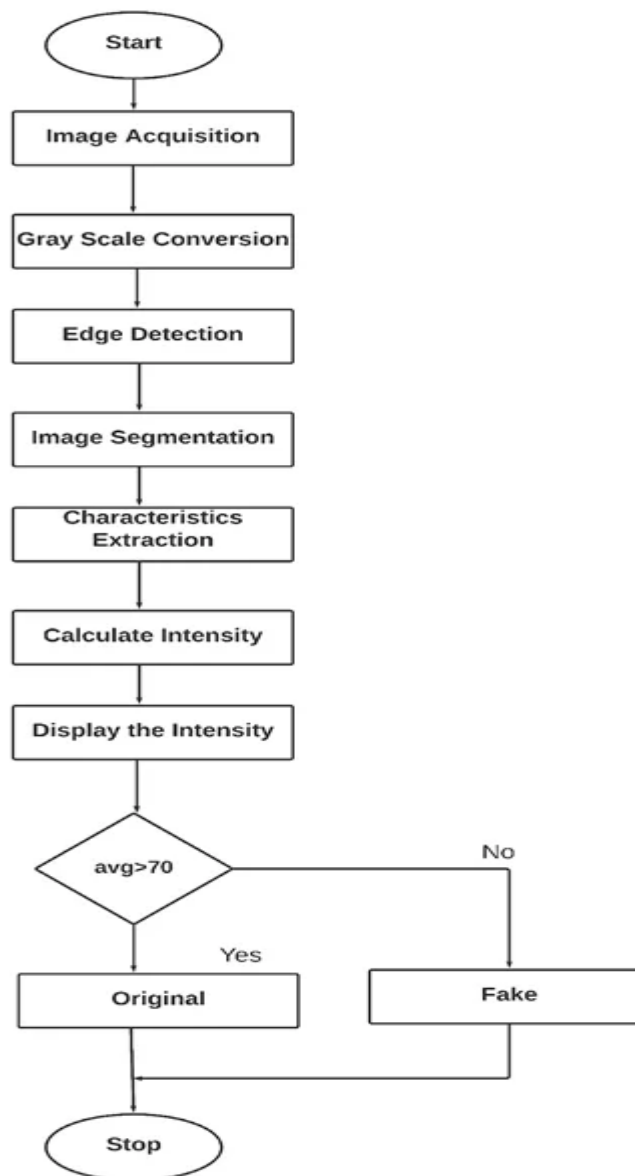 Start
Image Acquisition
Gray Scale Conversion
Edge Detection
Image Segmentation
Characteristics
Extraction
Calculate Intensity
Display the Intensity
avg>70
No
Yes
Original
Fake
Stop